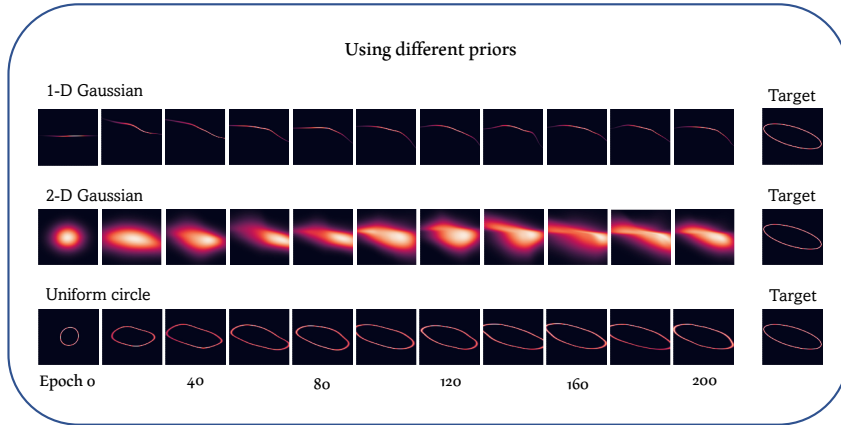 Using different priors
1-D Gaussian
Target
2-D Gaussian
Target
Uniform circle
Target
Epoch 0 40 80 120 160 200